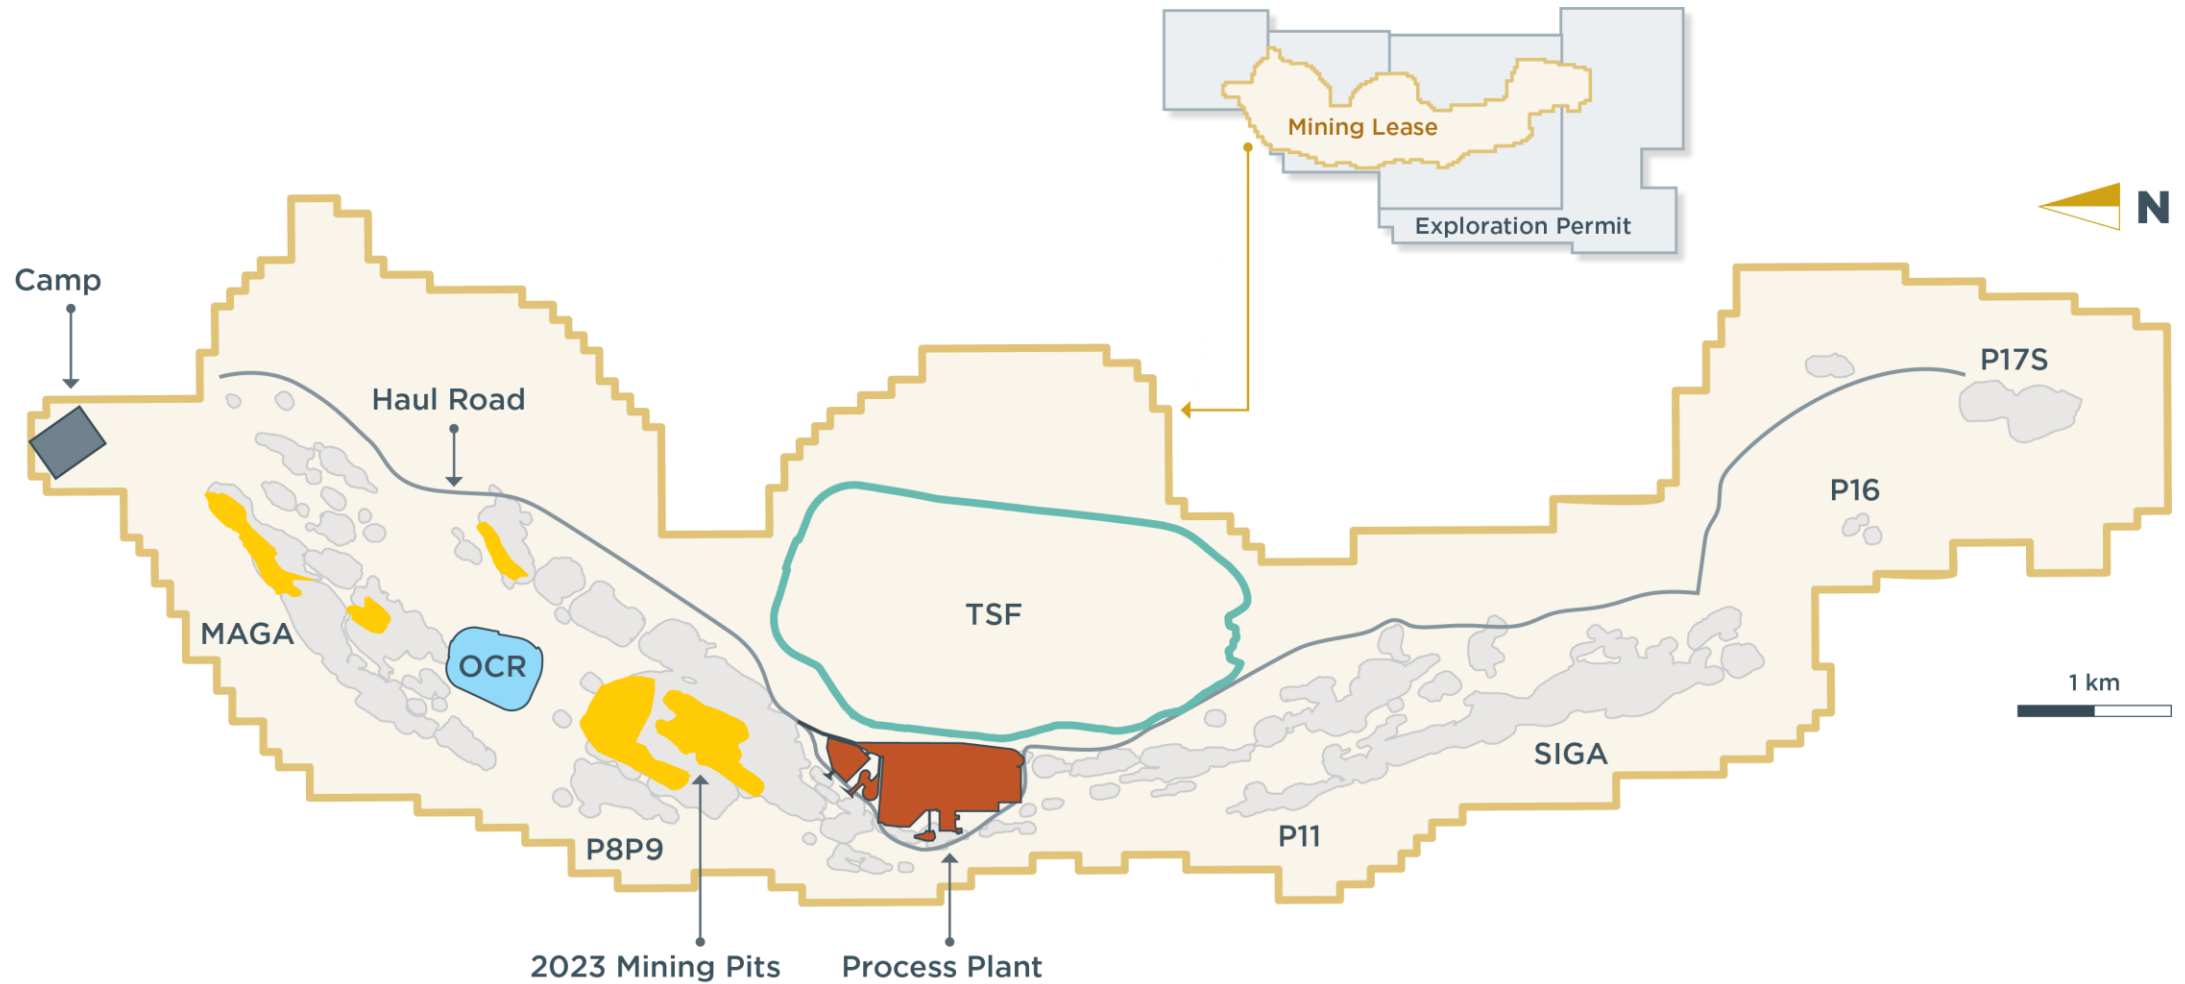 Mining Lease
Exploration Permit
N
Camp
Haul Road
P17S
P16
TSF
MAGA
OCR
1 km
SIGA
P11
P8P9
2023 Mining Pits
Process Plant